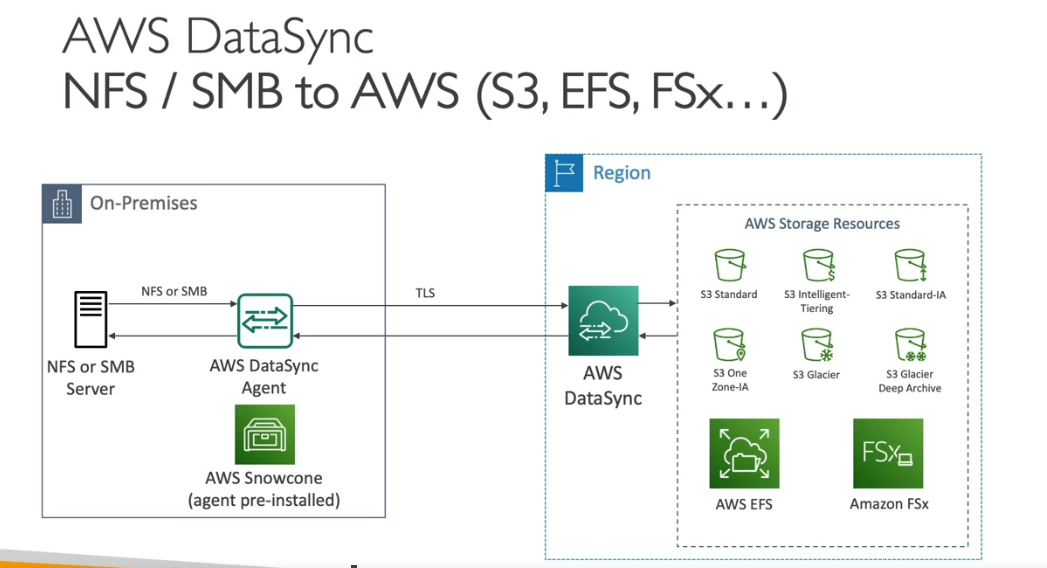 AWS DataSync
NFS / SMB to AWS (S3, EFS, FSx…)
On-Premises
NFS or SMB
NFS or SMB
Server
AWS DataSync
Agent
AWS Snowcone
(agent pre-installed)
TLS
Region
AWS
DataSync
AWS Storage Resources
S3 Standard
S3 Intelligent-
Tiering
S3 Standard-IA
S3 One
Zone-IA
S3 Glacier
S3 Glacier
Deep Archive
AWS EFS
FSx
Amazon FSx